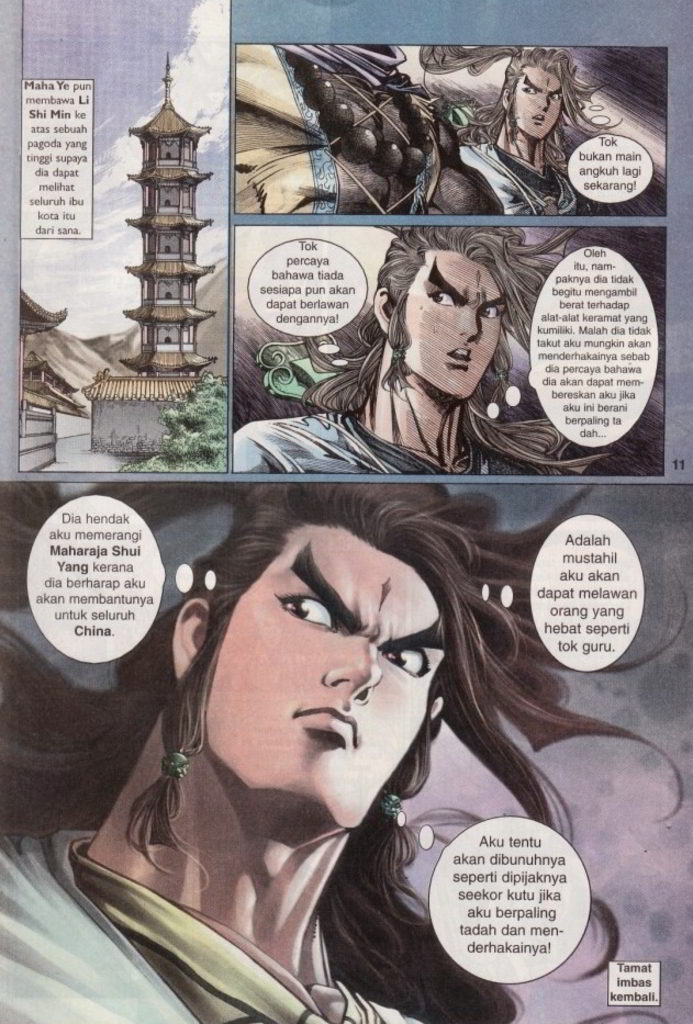 Maha Ye pun
membawa Li
Shi Min ke
atas sebuah
pagoda yang
tinggi supaya
dia dapat
melihat
seluruh ibu
kota itu
dari sana.
Tok
bukan main
angkuh lagi
sekarang!
Tok
percaya
bahawa tiada
sesiapa pun akan
dapat berlawan
dengannya!
Oleh
itu, nam-
paknya dia tidak
begitu mengambil
berat terhadap
alat-alat keramat yang
kumiliki. Malah dia tidak
takut aku mungkin akan
menderhakainya sebab
dia percaya bahawa
dia akan dapat mem-
bereskan aku jika
aku ini berani
berpaling ta
dah...
11
Dia hendak
aku memerangi
Maharaja Shui
Yang kerana
dia berharap aku
akan membantunya
untuk seluruh
China.
Adalah
mustahil
aku akan
dapat melawan
orang yang
hebat seperti
tok guru.
Aku tentu
akan dibunuhnya
seperti dipijaknya
seekor kutu jika
aku berpaling
tadah dan men-
derhakainya!
Tamat
imbas
kembali.